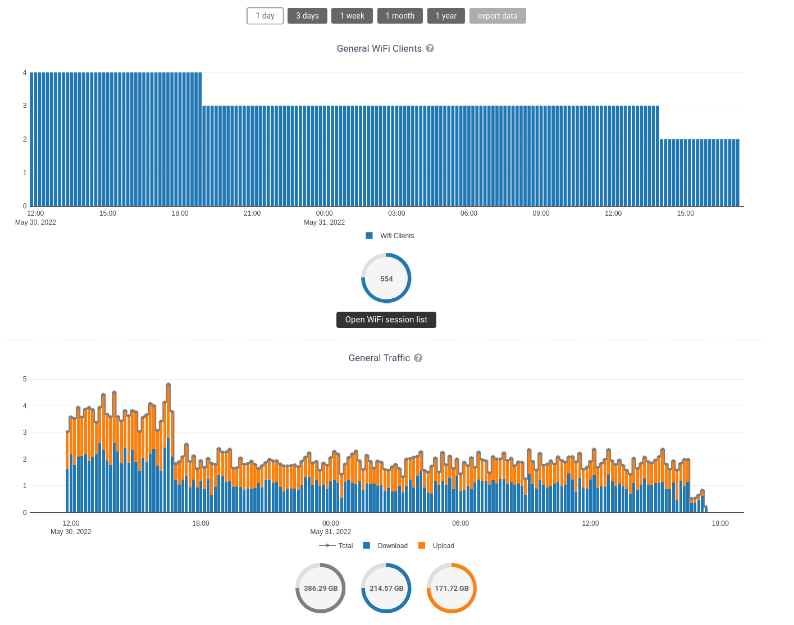 1 day 3 days 1 week 1 month 1 year export data
General WiFi Clients ?
4
3
2
1
0
12:00 15:00 18:00 21:00 00:00 03:00 06:00 09:00 12:00 15:00
May 30, 2022 May 31, 2022
Wifi Clients
554
Open WiFi session list
General Traffic ?
5
4
3
2
1
0
12:00 18:00 00:00 06:00 12:00 18:00
May 30, 2022 May 31, 2022
Total Download Upload
386.29 GB 214.57 GB 171.72 GB